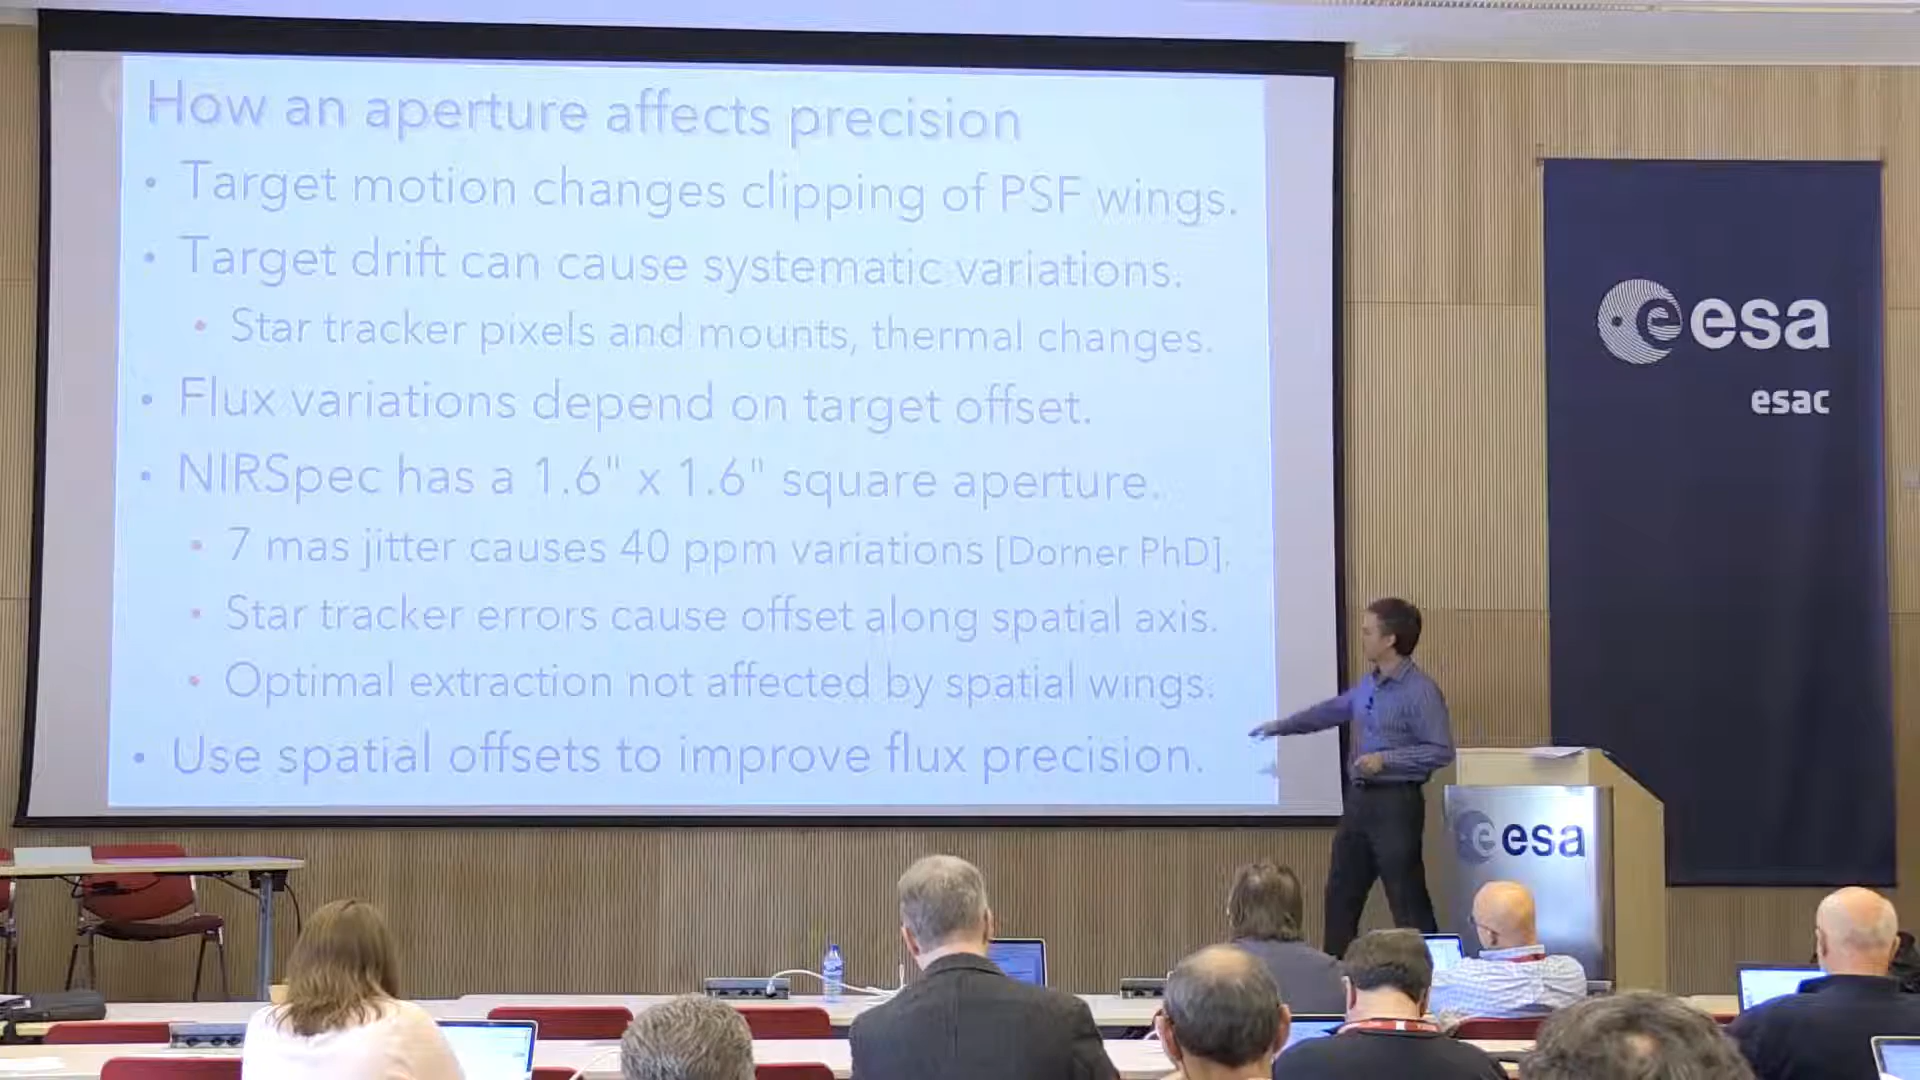 How an aperture affects precision
• Target motion changes clipping of PSF wings.
• Target drift can cause systematic variations.
• Star tracker pixels and mounts, thermal changes.
• Flux variations depend on target offset.
• NIRSpec has a 1.6" x 1.6" square aperture.
• 7 mas jitter causes 40 ppm variations [Dorner PhD].
• Star tracker errors cause offset along spatial axis.
• Optimal extraction not affected by spatial wings.
• Use spatial offsets to improve flux precision.
esa
esac
esa